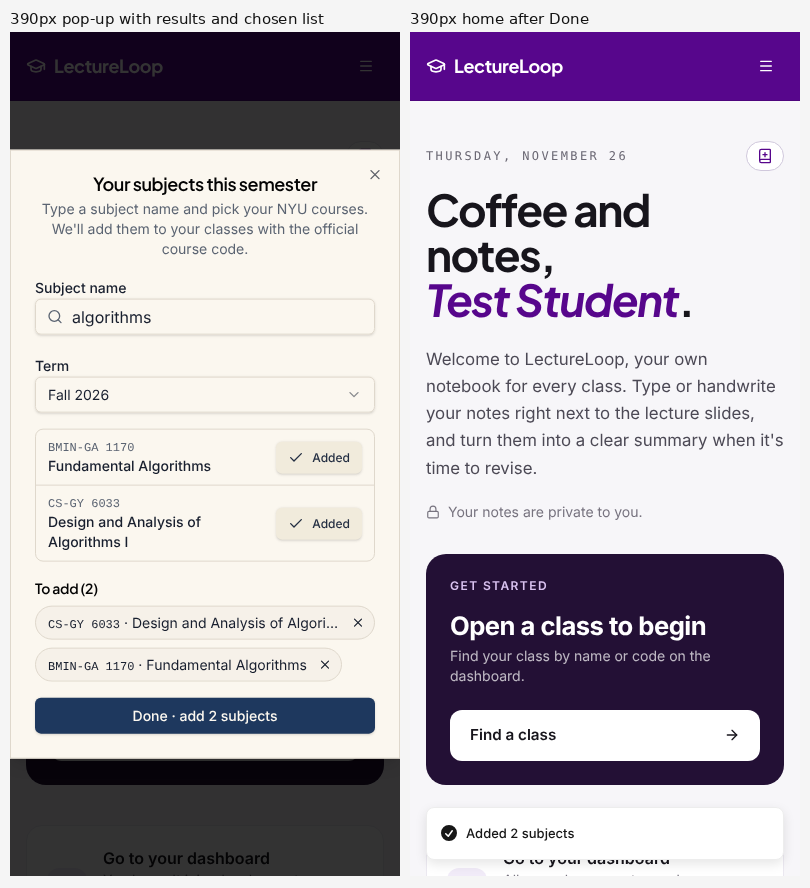 390px pop-up with results and chosen list
LectureLoop
Your subjects this semester
Type a subject name and pick your NYU courses.
We'll add them to your classes with the official
course code.
Subject name
algorithms
Term
Fall 2026
BMIN-GA 1170
Fundamental Algorithms
Added
CS-GY 6033
Design and Analysis of
Algorithms I
Added
To add (2)
CS-GY 6033 · Design and Analysis of Algori...
BMIN-GA 1170 · Fundamental Algorithms
Done · add 2 subjects
Go to your dashboard
390px home after Done
LectureLoop
THURSDAY, NOVEMBER 26
Coffee and
notes,
Test Student.
Welcome to LectureLoop, your own
notebook for every class. Type or handwrite
your notes right next to the lecture slides,
and turn them into a clear summary when it's
time to revise.
Your notes are private to you.
GET STARTED
Open a class to begin
Find your class by name or code on the
dashboard.
Find a class
Added 2 subjects
Go to your dashboard